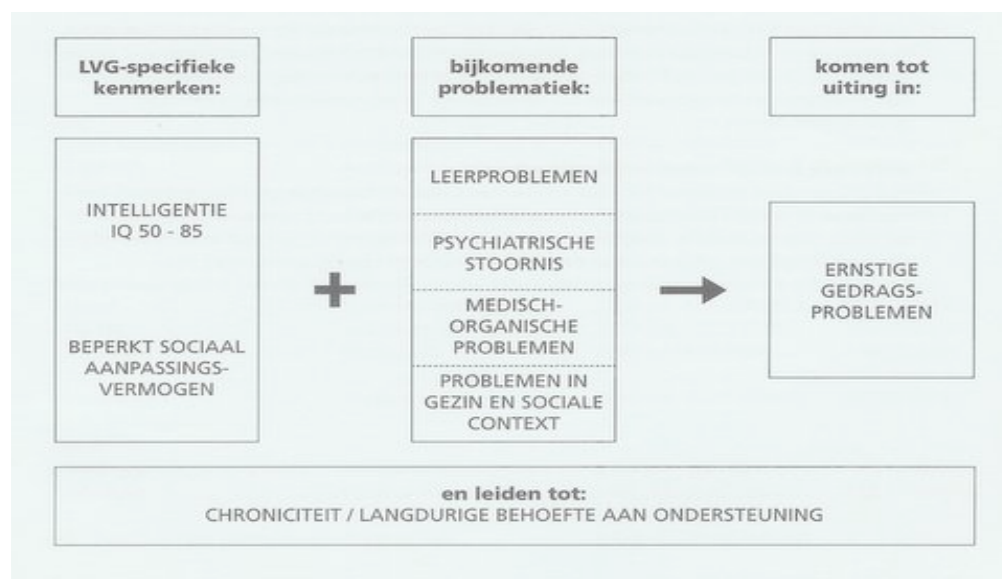 LVG-specifieke
kenmerken:
bijkomende
problematiek:
komen tot
uiting in:
INTELLIGENTIE
IQ 50 - 85
BEPERKT SOCIAAL
AANPASSINGS-
VERMOGEN
LEERPROBLEMEN
PSYCHIATRISCHE
STOORNIS
MEDISCH-
ORGANISCHE
PROBLEMEN
PROBLEMEN IN
GEZIN EN SOCIALE
CONTEXT
ERNSTIGE
GEDRAGS-
PROBLEMEN
en leiden tot:
CHRONICITEIT / LANGDURIGE BEHOEFTE AAN ONDERSTEUNING